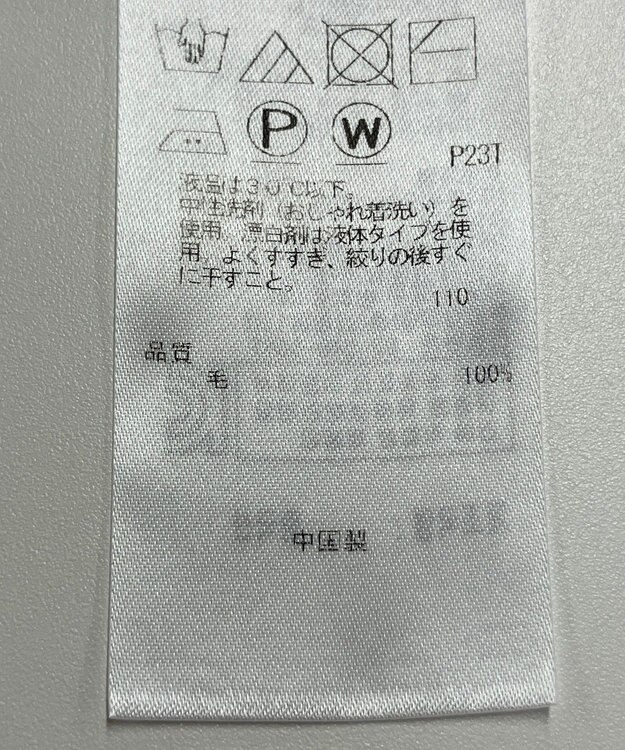 P W
P23T
液温は30℃以下。
中性洗剤（おしゃれ着洗い）を
使用。漂白剤は液体タイプを使
用。よくすすぎ、絞りの後すぐ
に干すこと。
110
品質
毛 100%
中国製